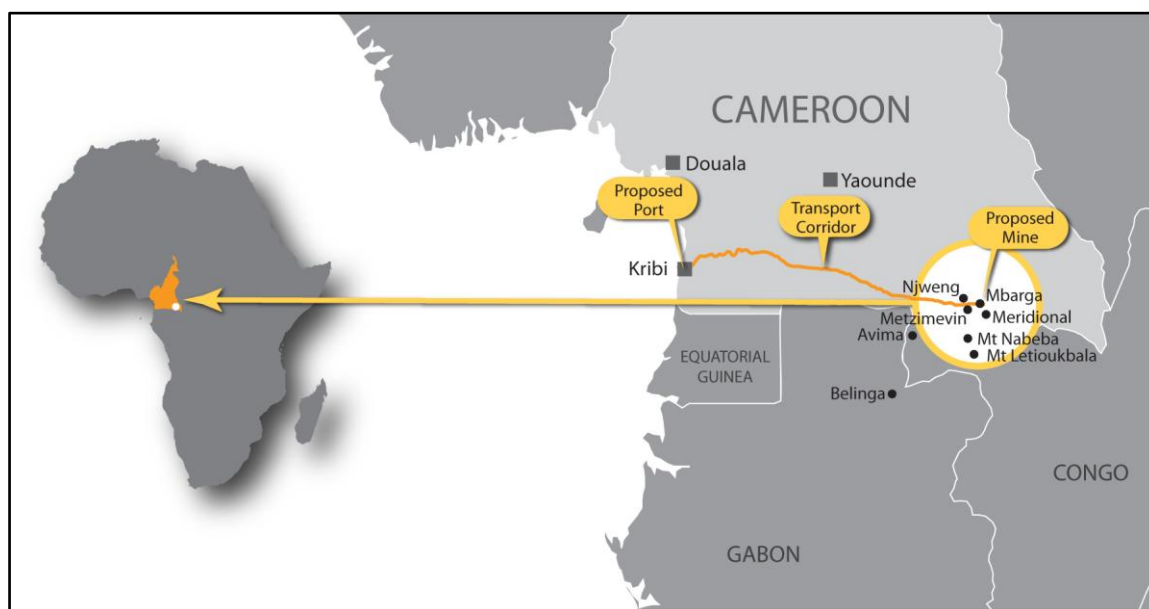 CAMEROON
Douala
Yaounde
Proposed
Port
Transport
Corridor
Proposed
Mine
Kribi
Njweng
Mbarga
Metzimevin
Meridional
Avima
Mt Nabeba
Mt Letioukbala
EQUATORIAL
GUINEA
Belinga
CONGO
GABON